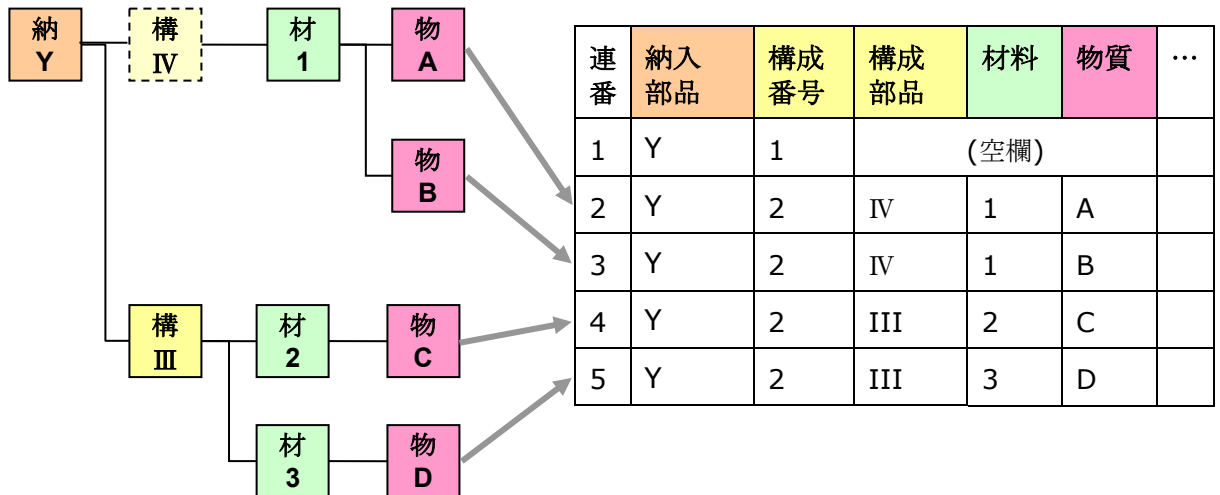 納
Y
構
Ⅳ
材
1
物
A
物
B
構
Ⅲ
材
2
物
C
材
3
物
D
連番 納入部品 構成番号 構成部品 材料 物質 …
1 Y 1 (空欄)
2 Y 2 Ⅳ 1 A
3 Y 2 Ⅳ 1 B
4 Y 2 III 2 C
5 Y 2 III 3 D